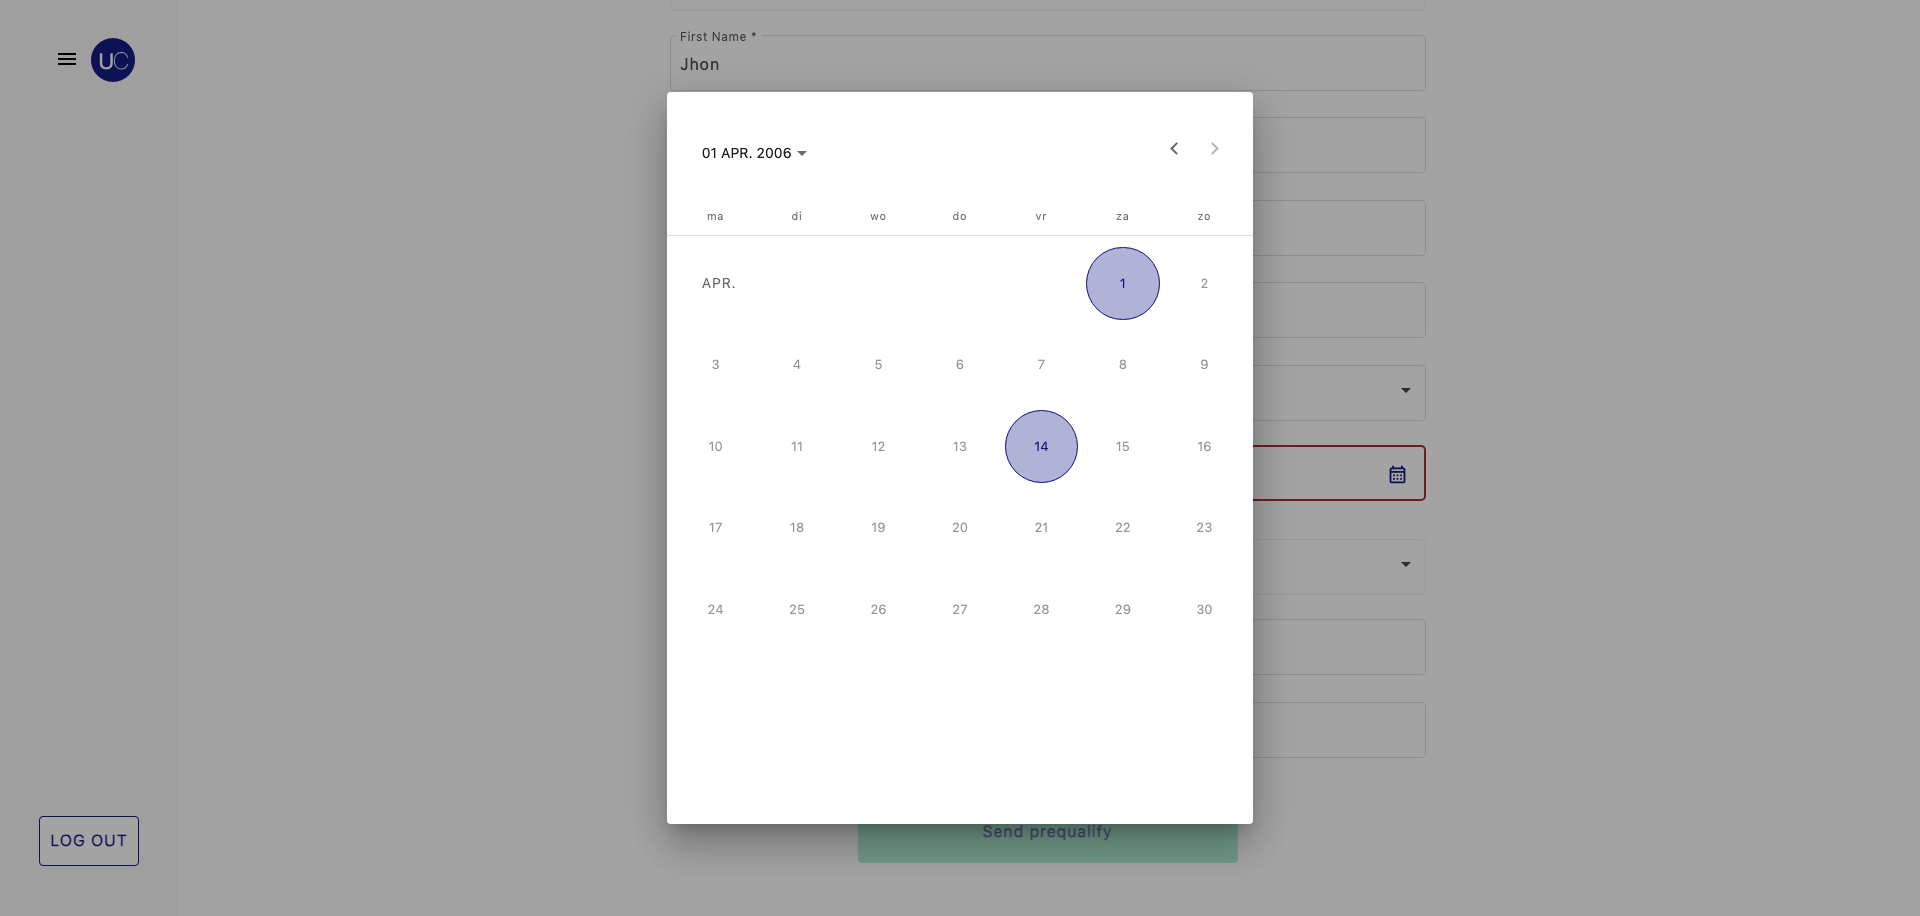 UC
First Name *
Jhon
01 APR. 2006
ma di wo do vr za zo
APR. 1 2
3 4 5 6 7 8 9
10 11 12 13 14 15 16
17 18 19 20 21 22 23
24 25 26 27 28 29 30
Send prequalify
LOG OUT